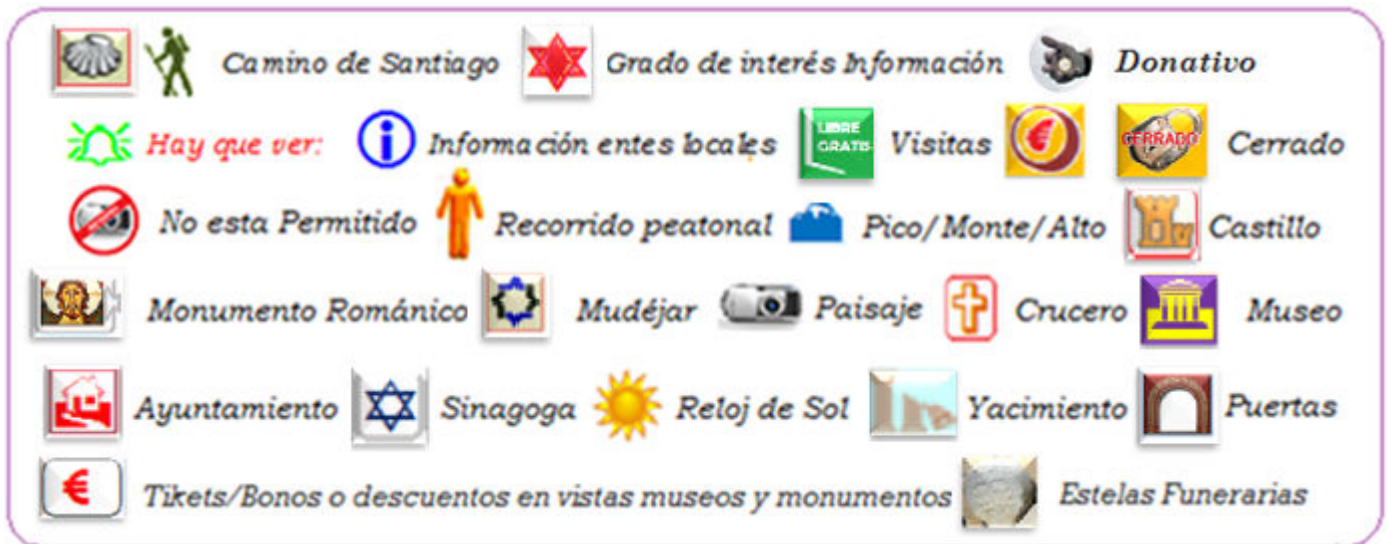 Camino de Santiago Grado de interés Información Donativo
Hay que ver: Información entes locales LIBRE GRATIS Visitas € CERRADO Cerrado
No esta Permitido Recorrido peatonal Pico/Monte/Alto Castillo
Monumento Románico Mudéjar Paisaje Crucero Museo
Ayuntamiento Sinagoga Reloj de Sol Yacimiento Puertas
€ Tikets/Bonos o descuentos en vistas museos y monumentos Estelas Funerarias